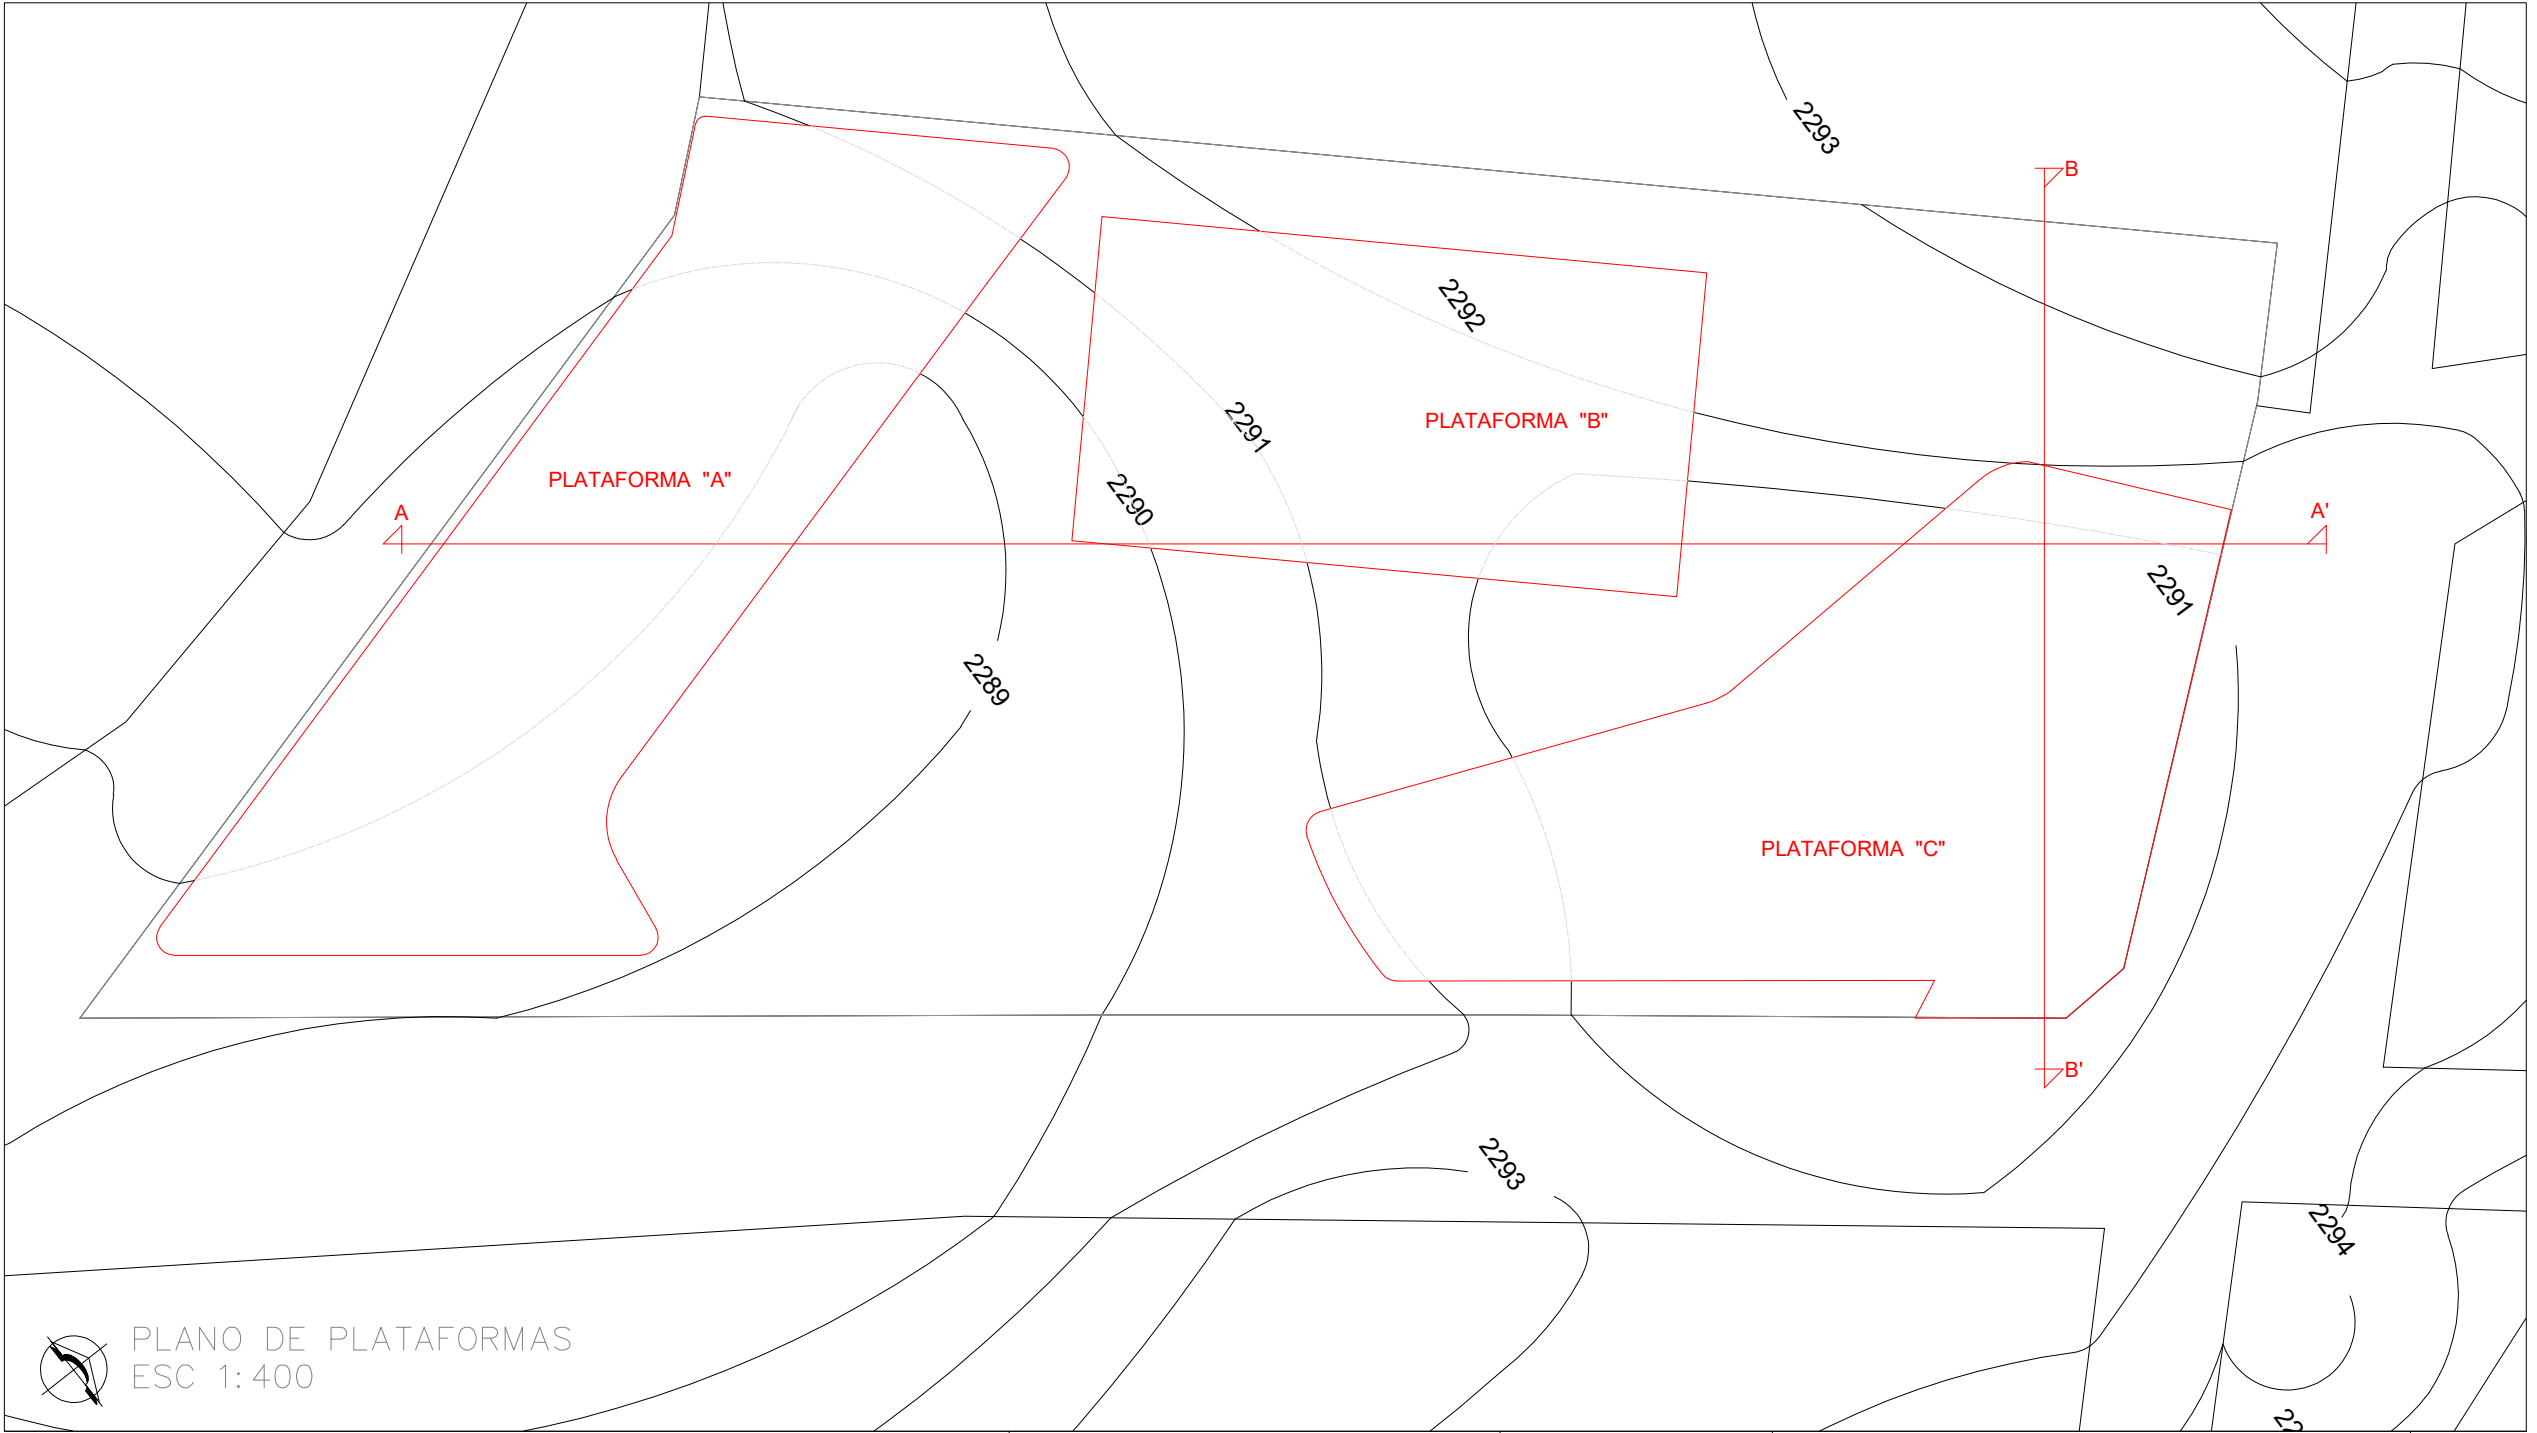 2293
B
2292
2291
PLATAFORMA "B"
PLATAFORMA "A"
2290
A
A'
2291
2289
PLATAFORMA "C"
B'
2293
2294
PLANO DE PLATAFORMAS
ESC 1:400